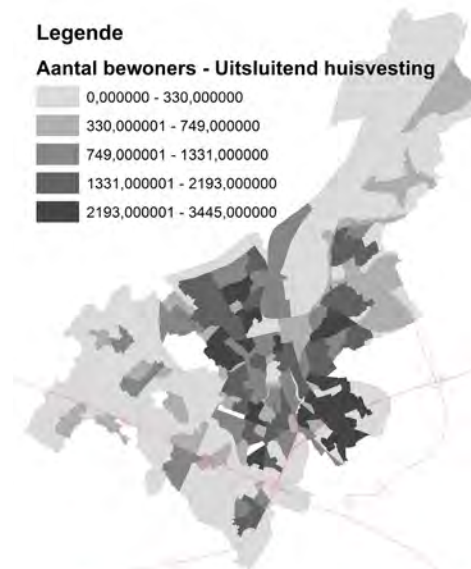 Legende
Aantal bewoners - Uitsluitend huisvesting
0,000000 - 330,000000
330,000001 - 749,000000
749,000001 - 1331,000000
1331,000001 - 2193,000000
2193,000001 - 3445,000000